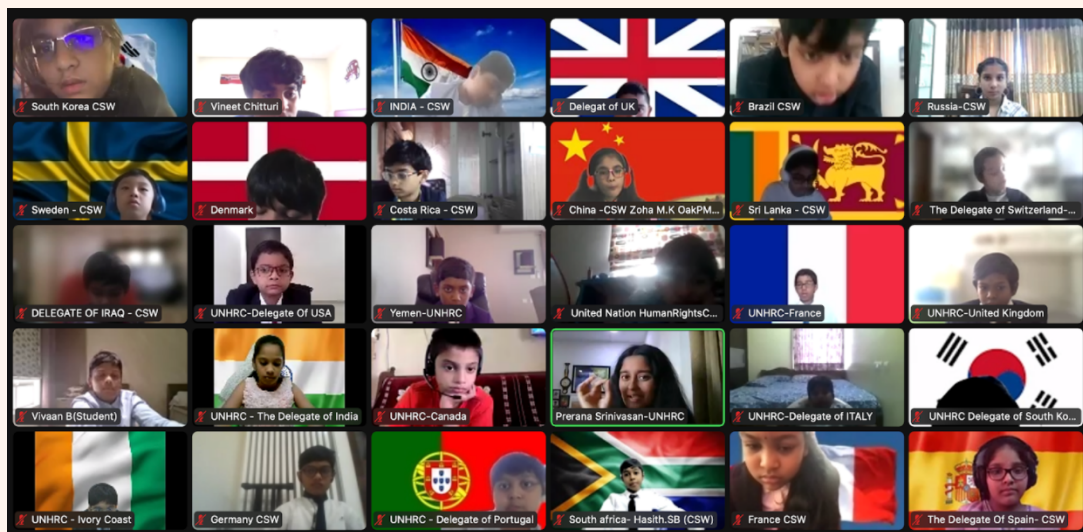 South Korea CSW
Vineet Chitturi
INDIA - CSW
Delegat of UK
Brazil CSW
Russia-CSW
Sweden - CSW
Denmark
Costa Rica - CSW
China -CSW Zoha M.K OakPM...
Sri Lanka - CSW
The Delegate of Switzerland-...
DELEGATE OF IRAQ - CSW
UNHRC-Delegate Of USA
Yemen-UNHRC
United Nation HumanRightsC...
UNHRC-France
UNHRC-United Kingdom
Vivaan B(Student)
UNHRC - The Delegate of India
UNHRC-Canada
Prerana Srinivasan-UNHRC
UNHRC-Delegate of ITALY
UNHRC Delegate of South Ko...
UNHRC - Ivory Coast
Germany CSW
UNHRC - Delegate of Portugal
South africa- Hasith.SB (CSW)
France CSW
The Delegate Of Spain- CSW